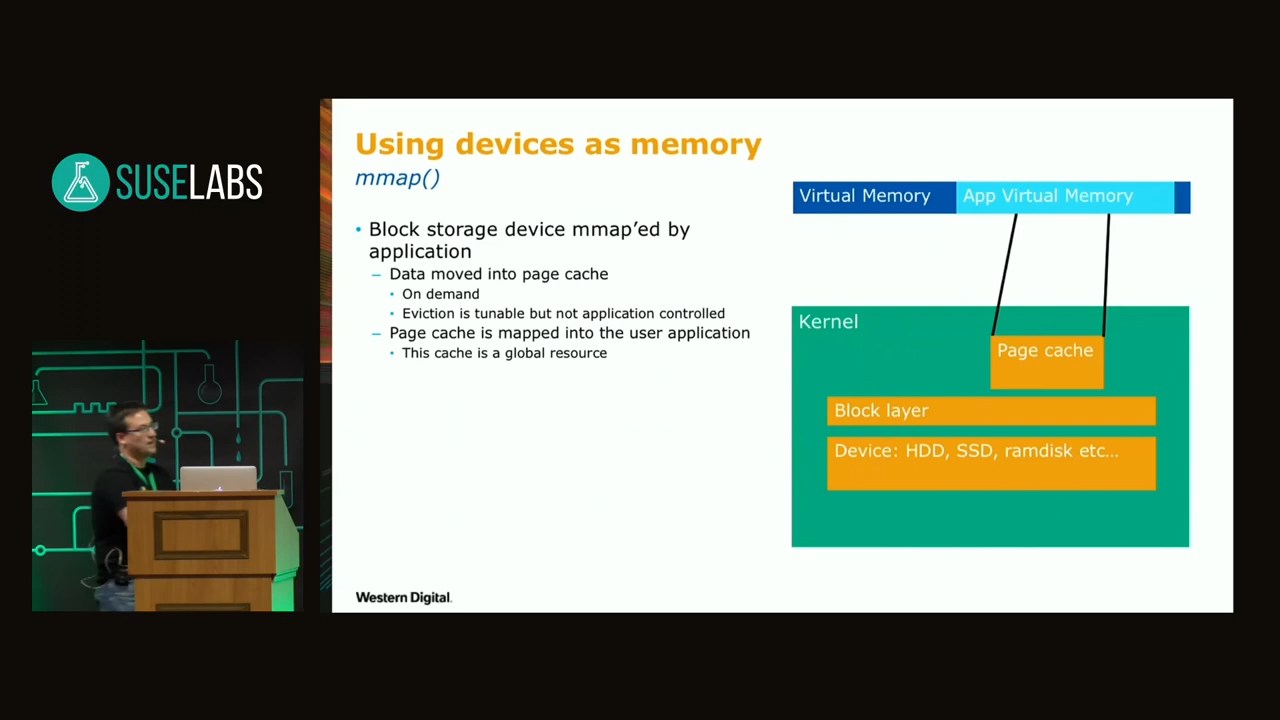 SUSELABS
Using devices as memory
mmap()
• Block storage device mmap’ed by
application
– Data moved into page cache
• On demand
• Eviction is tunable but not application controlled
– Page cache is mapped into the user application
• This cache is a global resource
Virtual Memory
App Virtual Memory
Kernel
Page cache
Block layer
Device: HDD, SSD, ramdisk etc…
Western Digital.